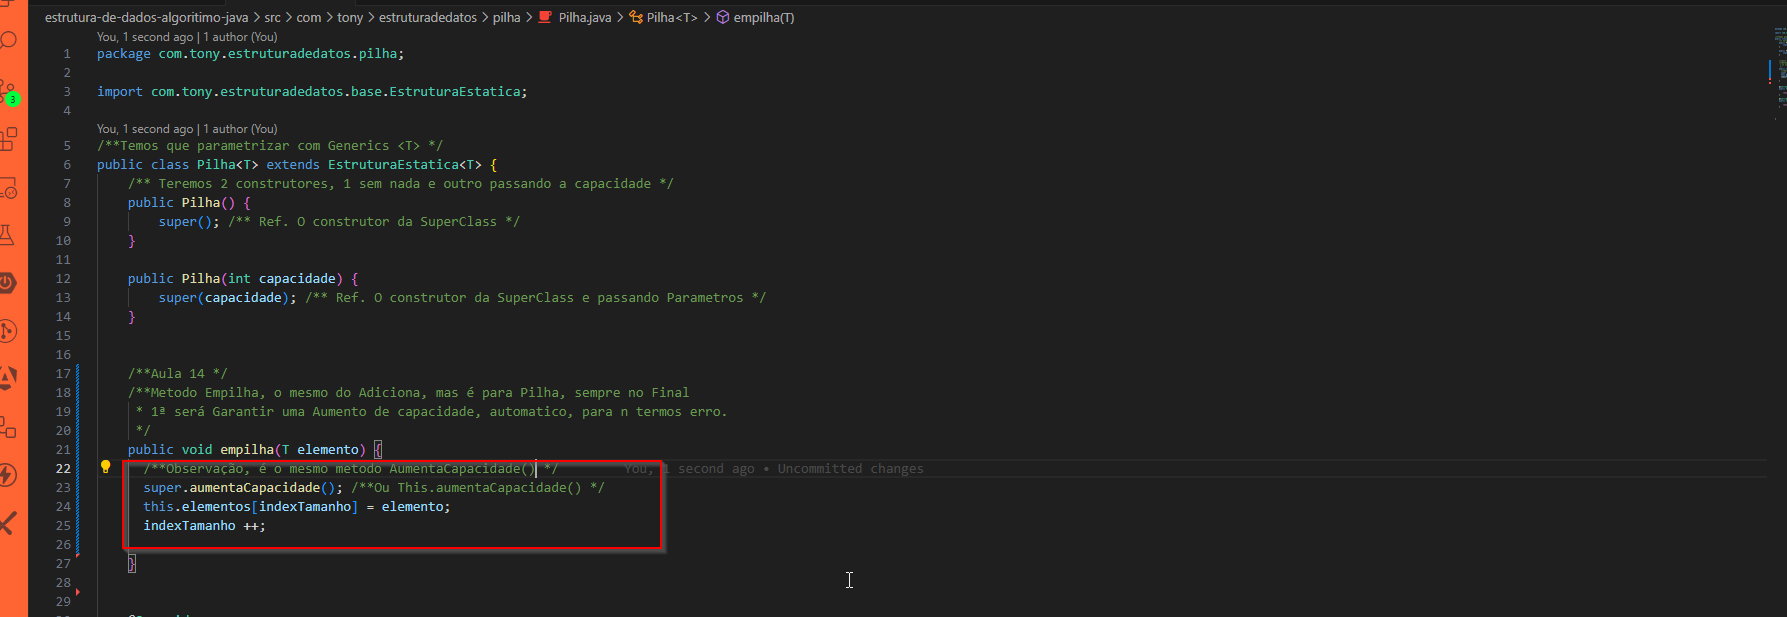 estrutura-de-dados-algoritimo-java > src > com > tony > estruturadedatos > pilha > Pilha.java > Pilha<T> > empilha(T)
You, 1 second ago | 1 author (You)
1 package com.tony.estruturadedatos.pilha;
2
3 import com.tony.estruturadedatos.base.EstruturaEstatica;
4
You, 1 second ago | 1 author (You)
5 /**Temos que parametrizar com Generics <T> */
6 public class Pilha<T> extends EstruturaEstatica<T> {
7 /** Teremos 2 construtores, 1 sem nada e outro passando a capacidade */
8 public Pilha() {
9 super(); /** Ref. O construtor da SuperClass */
10 }
11
12 public Pilha(int capacidade) {
13 super(capacidade); /** Ref. O construtor da SuperClass e passando Parametros */
14 }
15
16
17 /**Aula 14 */
18 /**Metodo Empilha, o mesmo do Adiciona, mas é para Pilha, sempre no Final
19 * 1ª será Garantir uma Aumento de capacidade, automatico, para n termos erro.
20 */
21 public void empilha(T elemento) {
22 /**Observação, é o mesmo metodo AumentaCapacidade() */ You, 1 second ago • Uncommitted changes
23 super.aumentaCapacidade(); /**Ou This.aumentaCapacidade() */
24 this.elementos[indexTamanho] = elemento;
25 indexTamanho ++;
26
27 }
28
29
3